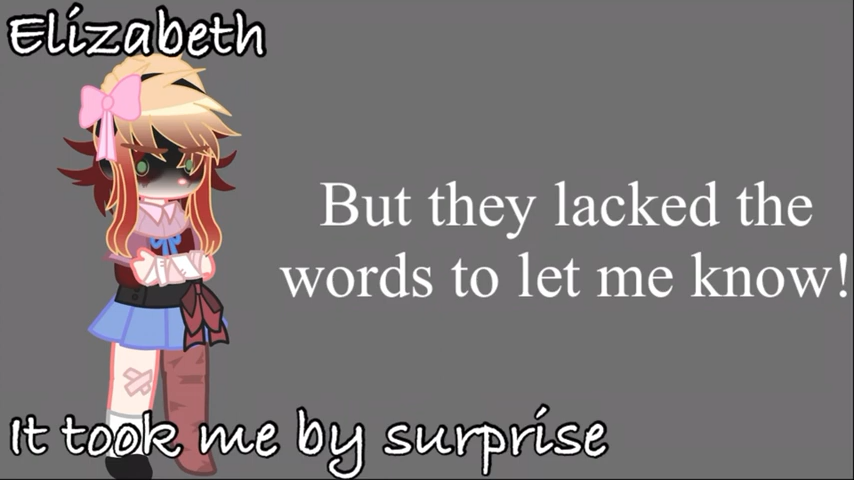 Elizabeth
But they lacked the
words to let me know!
It took me by surprise